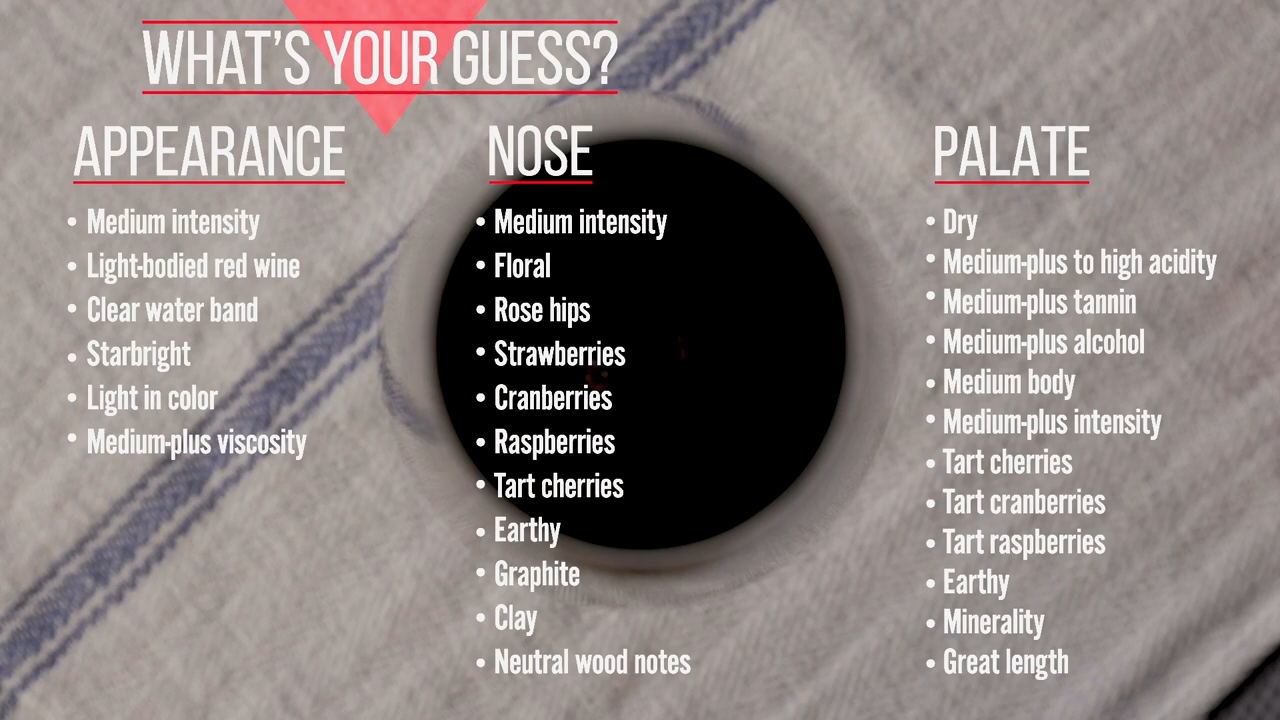 WHAT'S YOUR GUESS?
APPEARANCE
• Medium intensity
• Light-bodied red wine
• Clear water band
• Starbright
• Light in color
• Medium-plus viscosity
NOSE
• Medium intensity
• Floral
• Rose hips
• Strawberries
• Cranberries
• Raspberries
• Tart cherries
• Earthy
• Graphite
• Clay
• Neutral wood notes
PALATE
• Dry
• Medium-plus to high acidity
• Medium-plus tannin
• Medium-plus alcohol
• Medium body
• Medium-plus intensity
• Tart cherries
• Tart cranberries
• Tart raspberries
• Earthy
• Minerality
• Great length